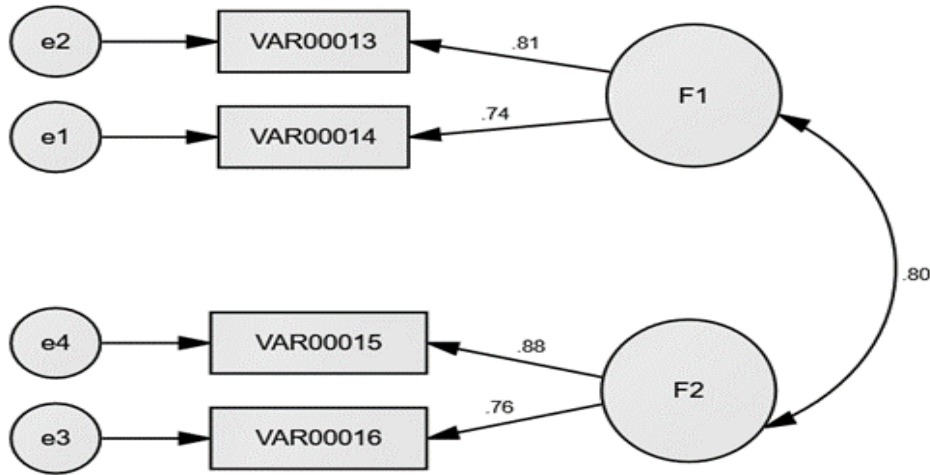 e2
VAR00013
.81
F1
e1
VAR00014
.74
.80
e4
VAR00015
.88
F2
e3
VAR00016
.76